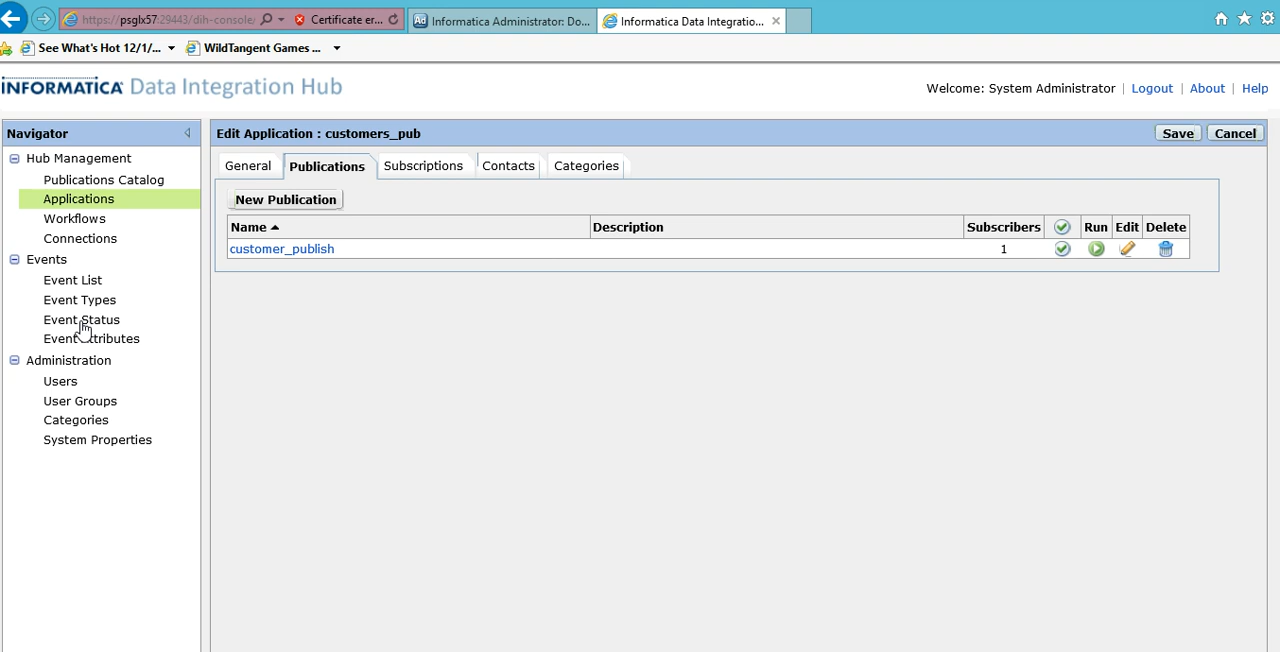 https://psglx57:29443/dih-console/ Certificate er... Informatica Administrator: Do... Informatica Data Integratio...
See What's Hot 12/1/... WildTangent Games ...
INFORMATICA Data Integration Hub
Welcome: System Administrator | Logout | About | Help
Navigator
Edit Application : customers_pub
Save Cancel
Hub Management
Publications Catalog
Applications
Workflows
Connections
Events
Event List
Event Types
Event Status
Event Attributes
Administration
Users
User Groups
Categories
System Properties
General Publications Subscriptions Contacts Categories
New Publication
Name Description Subscribers Run Edit Delete
customer_publish 1